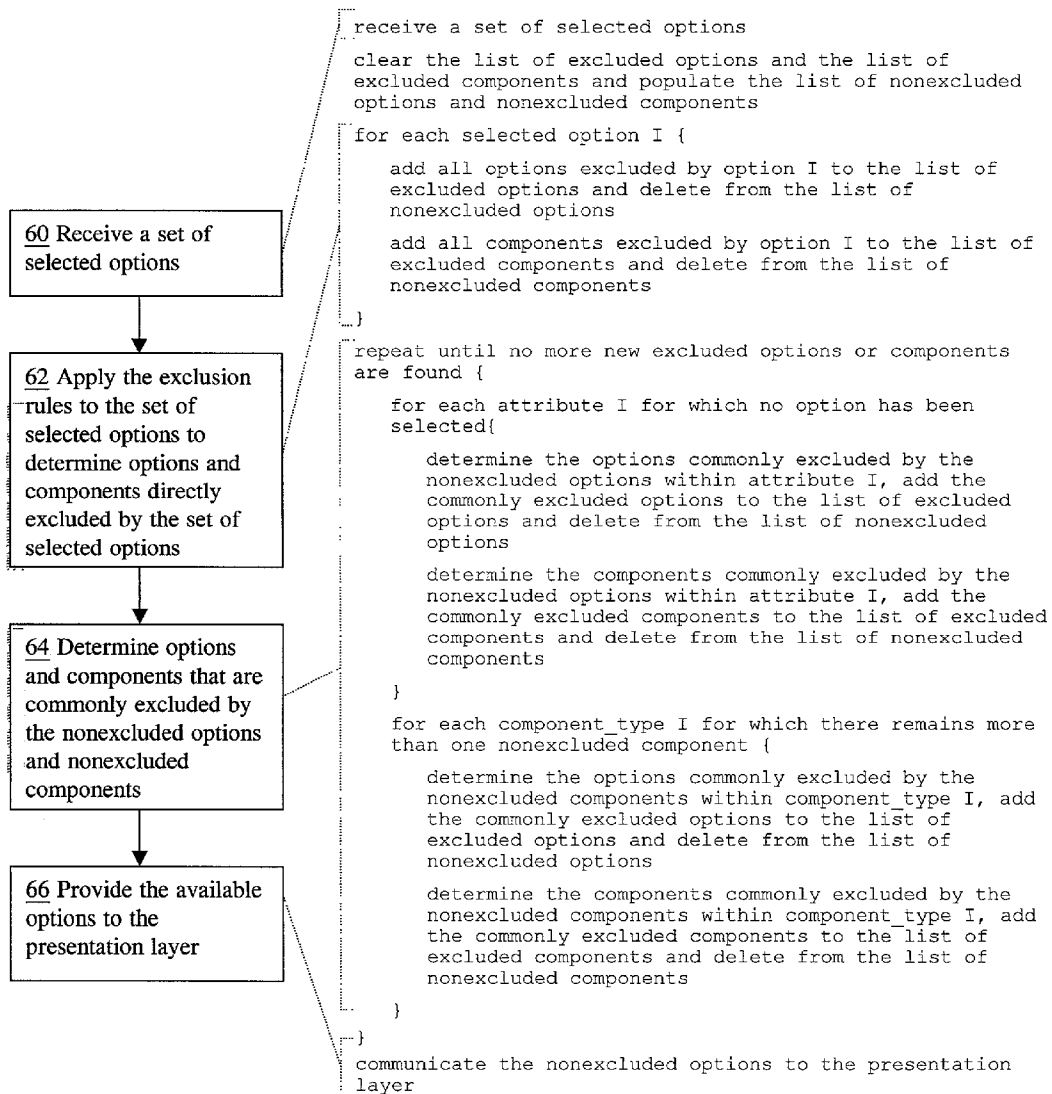 60 Receive a set of
selected options
62 Apply the exclusion
rules to the set of
selected options to
determine options and
components directly
excluded by the set of
selected options
64 Determine options
and components that are
commonly excluded by
the nonexcluded options
and nonexcluded
components
66 Provide the available
options to the
presentation layer
receive a set of selected options
clear the list of excluded options and the list of
excluded components and populate the list of nonexcluded
options and nonexcluded components
for each selected option I {
add all options excluded by option I to the list of
excluded options and delete from the list of
nonexcluded options
add all components excluded by option I to the list of
excluded components and delete from the list of
nonexcluded components
}
repeat until no more new excluded options or components
are found {
for each attribute I for which no option has been
selected{
determine the options commonly excluded by the
nonexcluded options within attribute I, add the
commonly excluded options to the list of excluded
options and delete from the list of nonexcluded
options
determine the components commonly excluded by the
nonexcluded options within attribute I, add the
commonly excluded components to the list of excluded
components and delete from the list of nonexcluded
components
}
for each component_type I for which there remains more
than one nonexcluded component {
determine the options commonly excluded by the
nonexcluded components within component_type I, add
the commonly excluded options to the list of
excluded options and delete from the list of
nonexcluded options
determine the components commonly excluded by the
nonexcluded components within component_type I, add
the commonly excluded components to the list of
excluded components and delete from the list of
nonexcluded components
}
}
communicate the nonexcluded options to the presentation
layer